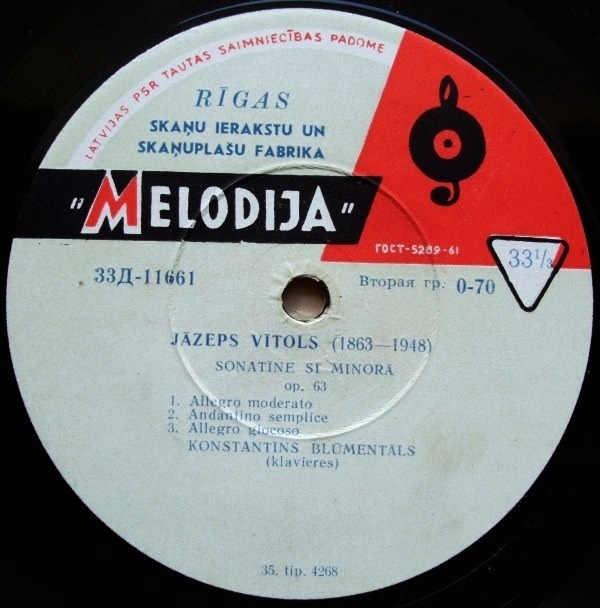 LATVIJAS PSR TAUTAS SAIMNIECĪBAS PADOME
RĪGAS
SKAŅU IERAKSTU UN
SKAŅUPLAŠU FABRIKA
"MELODIJA"
ГОСТ-5289-61
33⅓
33Д-11661
Вторая гр. 0-70
JĀZEPS VĪTOLS (1863—1948)
SONATĪNE SI MINORĀ
op. 63
1. Allegro moderato
2. Andantino semplice
3. Allegro giocoso
KONSTANTĪNS BLŪMENTĀLS
(klavieres)
35. tip. 4268